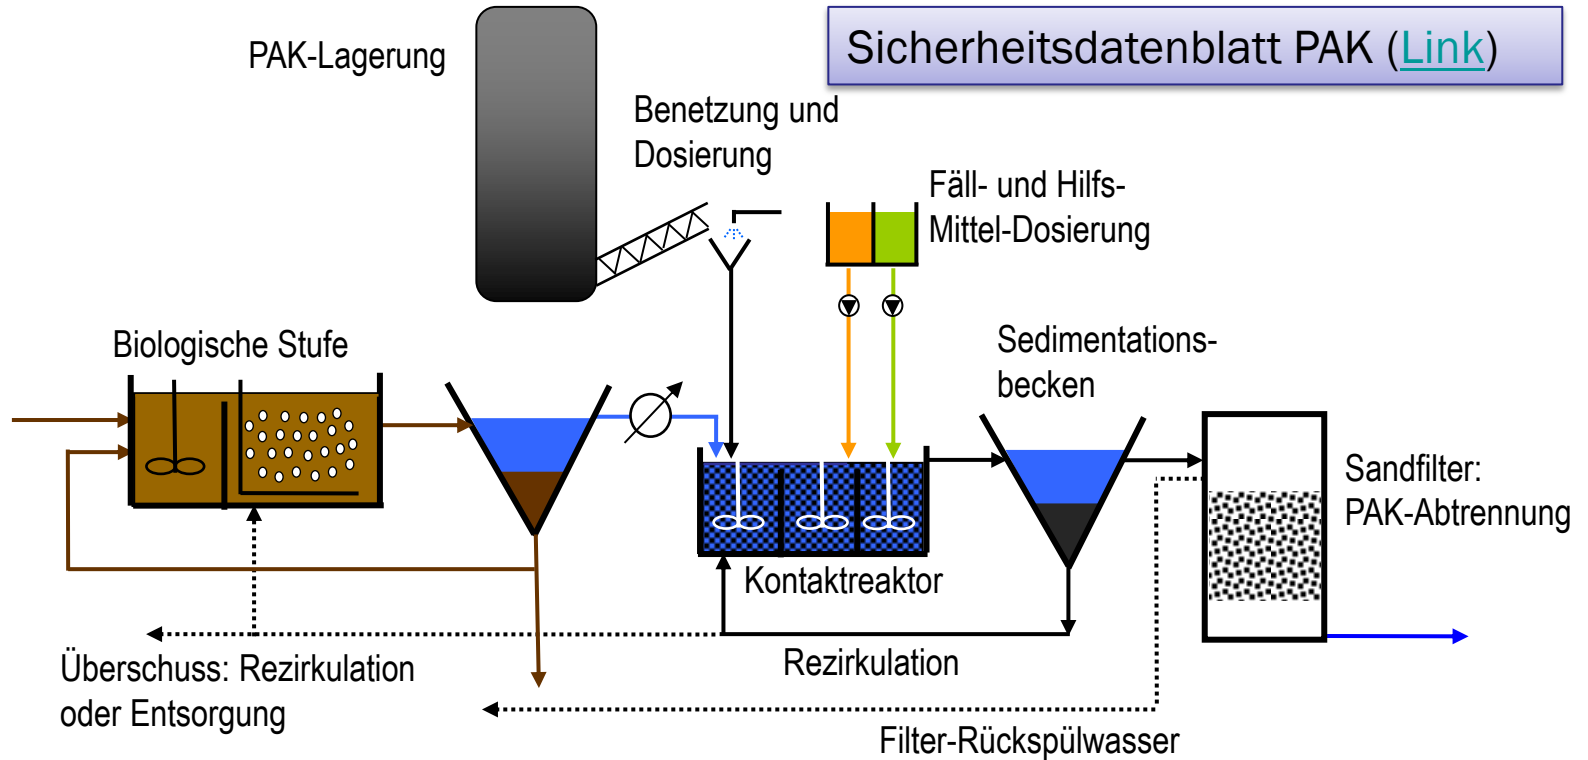 Sicherheitsdatenblatt PAK (Link)
PAK-Lagerung
Benetzung und
Dosierung
Fäll- und Hilfs-
Mittel-Dosierung
Biologische Stufe
Sedimentations-
becken
Sandfilter:
PAK-Abtrennung
Kontaktreaktor
Rezirkulation
Überschuss: Rezirkulation
oder Entsorgung
Filter-Rückspülwasser